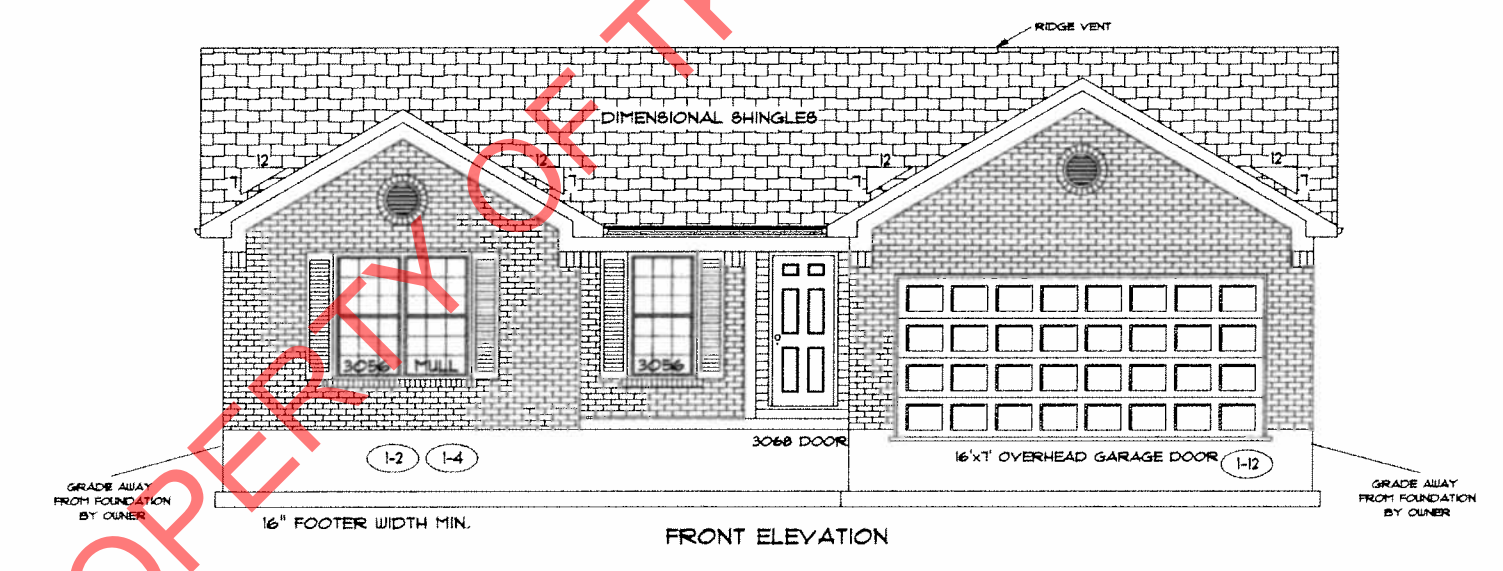 RIDGE VENT
DIMENSIONAL SHINGLES
12
7
12
7
12
7
12
7
3056
MULL
3056
3068 DOOR
16'x7' OVERHEAD GARAGE DOOR
1-2
1-4
1-12
GRADE AWAY
FROM FOUNDATION
BY OWNER
GRADE AWAY
FROM FOUNDATION
BY OWNER
16" FOOTER WIDTH MIN.
FRONT ELEVATION
OPERTY OF T